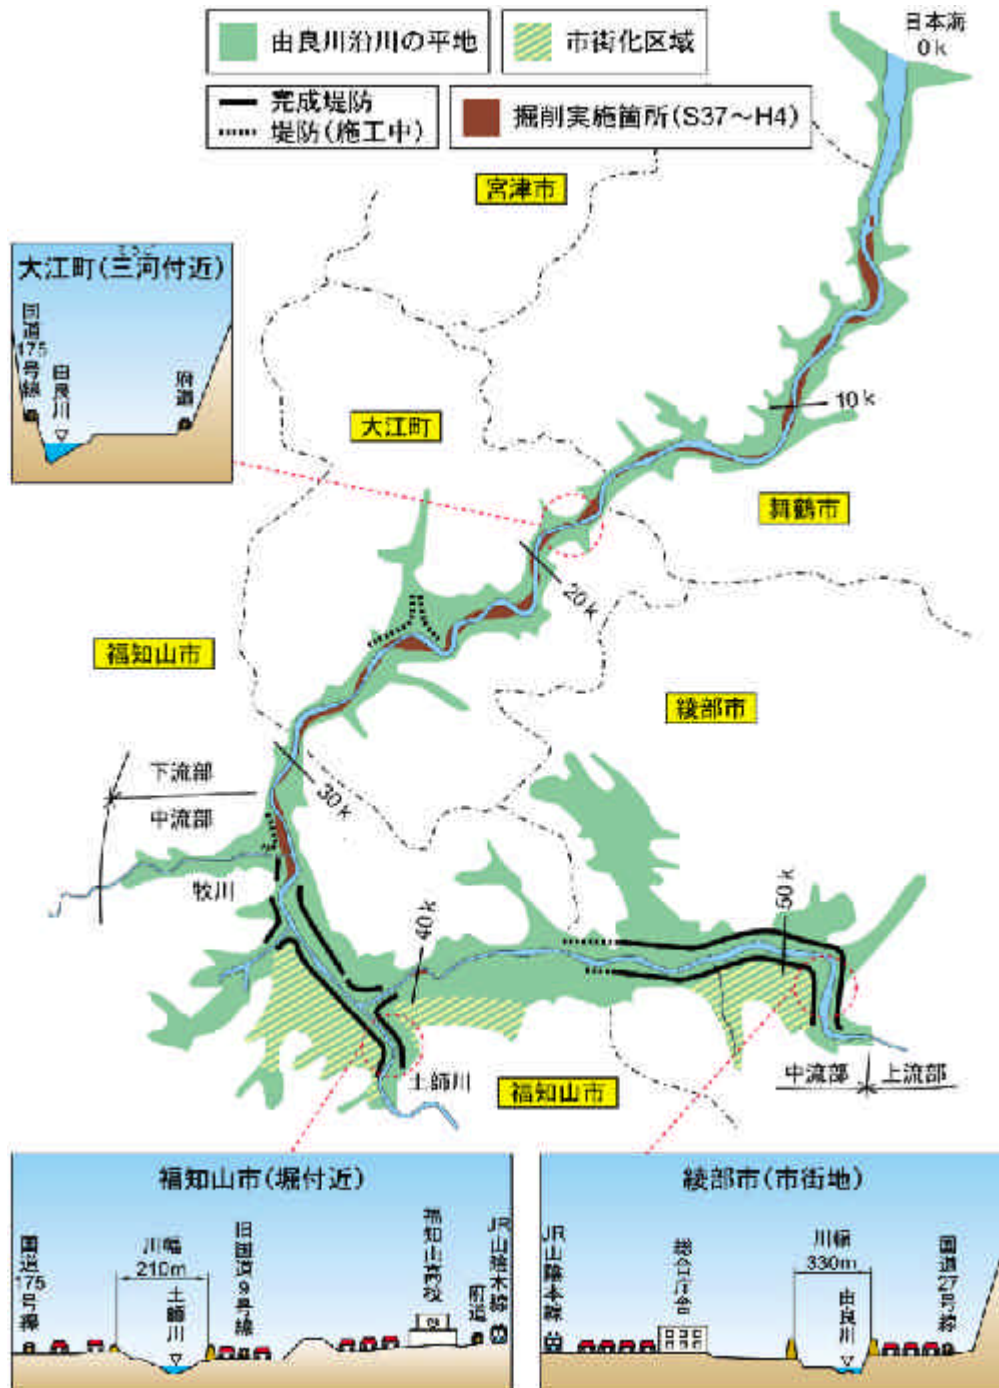 由良川沿川の平地
市街化区域
日本海
0k
完成堤防
堤防(施工中)
掘削実施箇所(S37～H4)
宮津市
大江町(三河付近)
国道175号線
由良川
府道
大江町
10k
舞鶴市
20k
福知山市
綾部市
30k
下流部
中流部
牧川
40k
50k
土師川
福知山市
中流部
上流部
福知山市(堀付近)
国道175号線
川幅
210m
土師川
旧国道9号線
福知山高校
府道
JR山陰本線
綾部市(市街地)
JR山陰本線
総合庁舎
川幅
330m
由良川
国道27号線